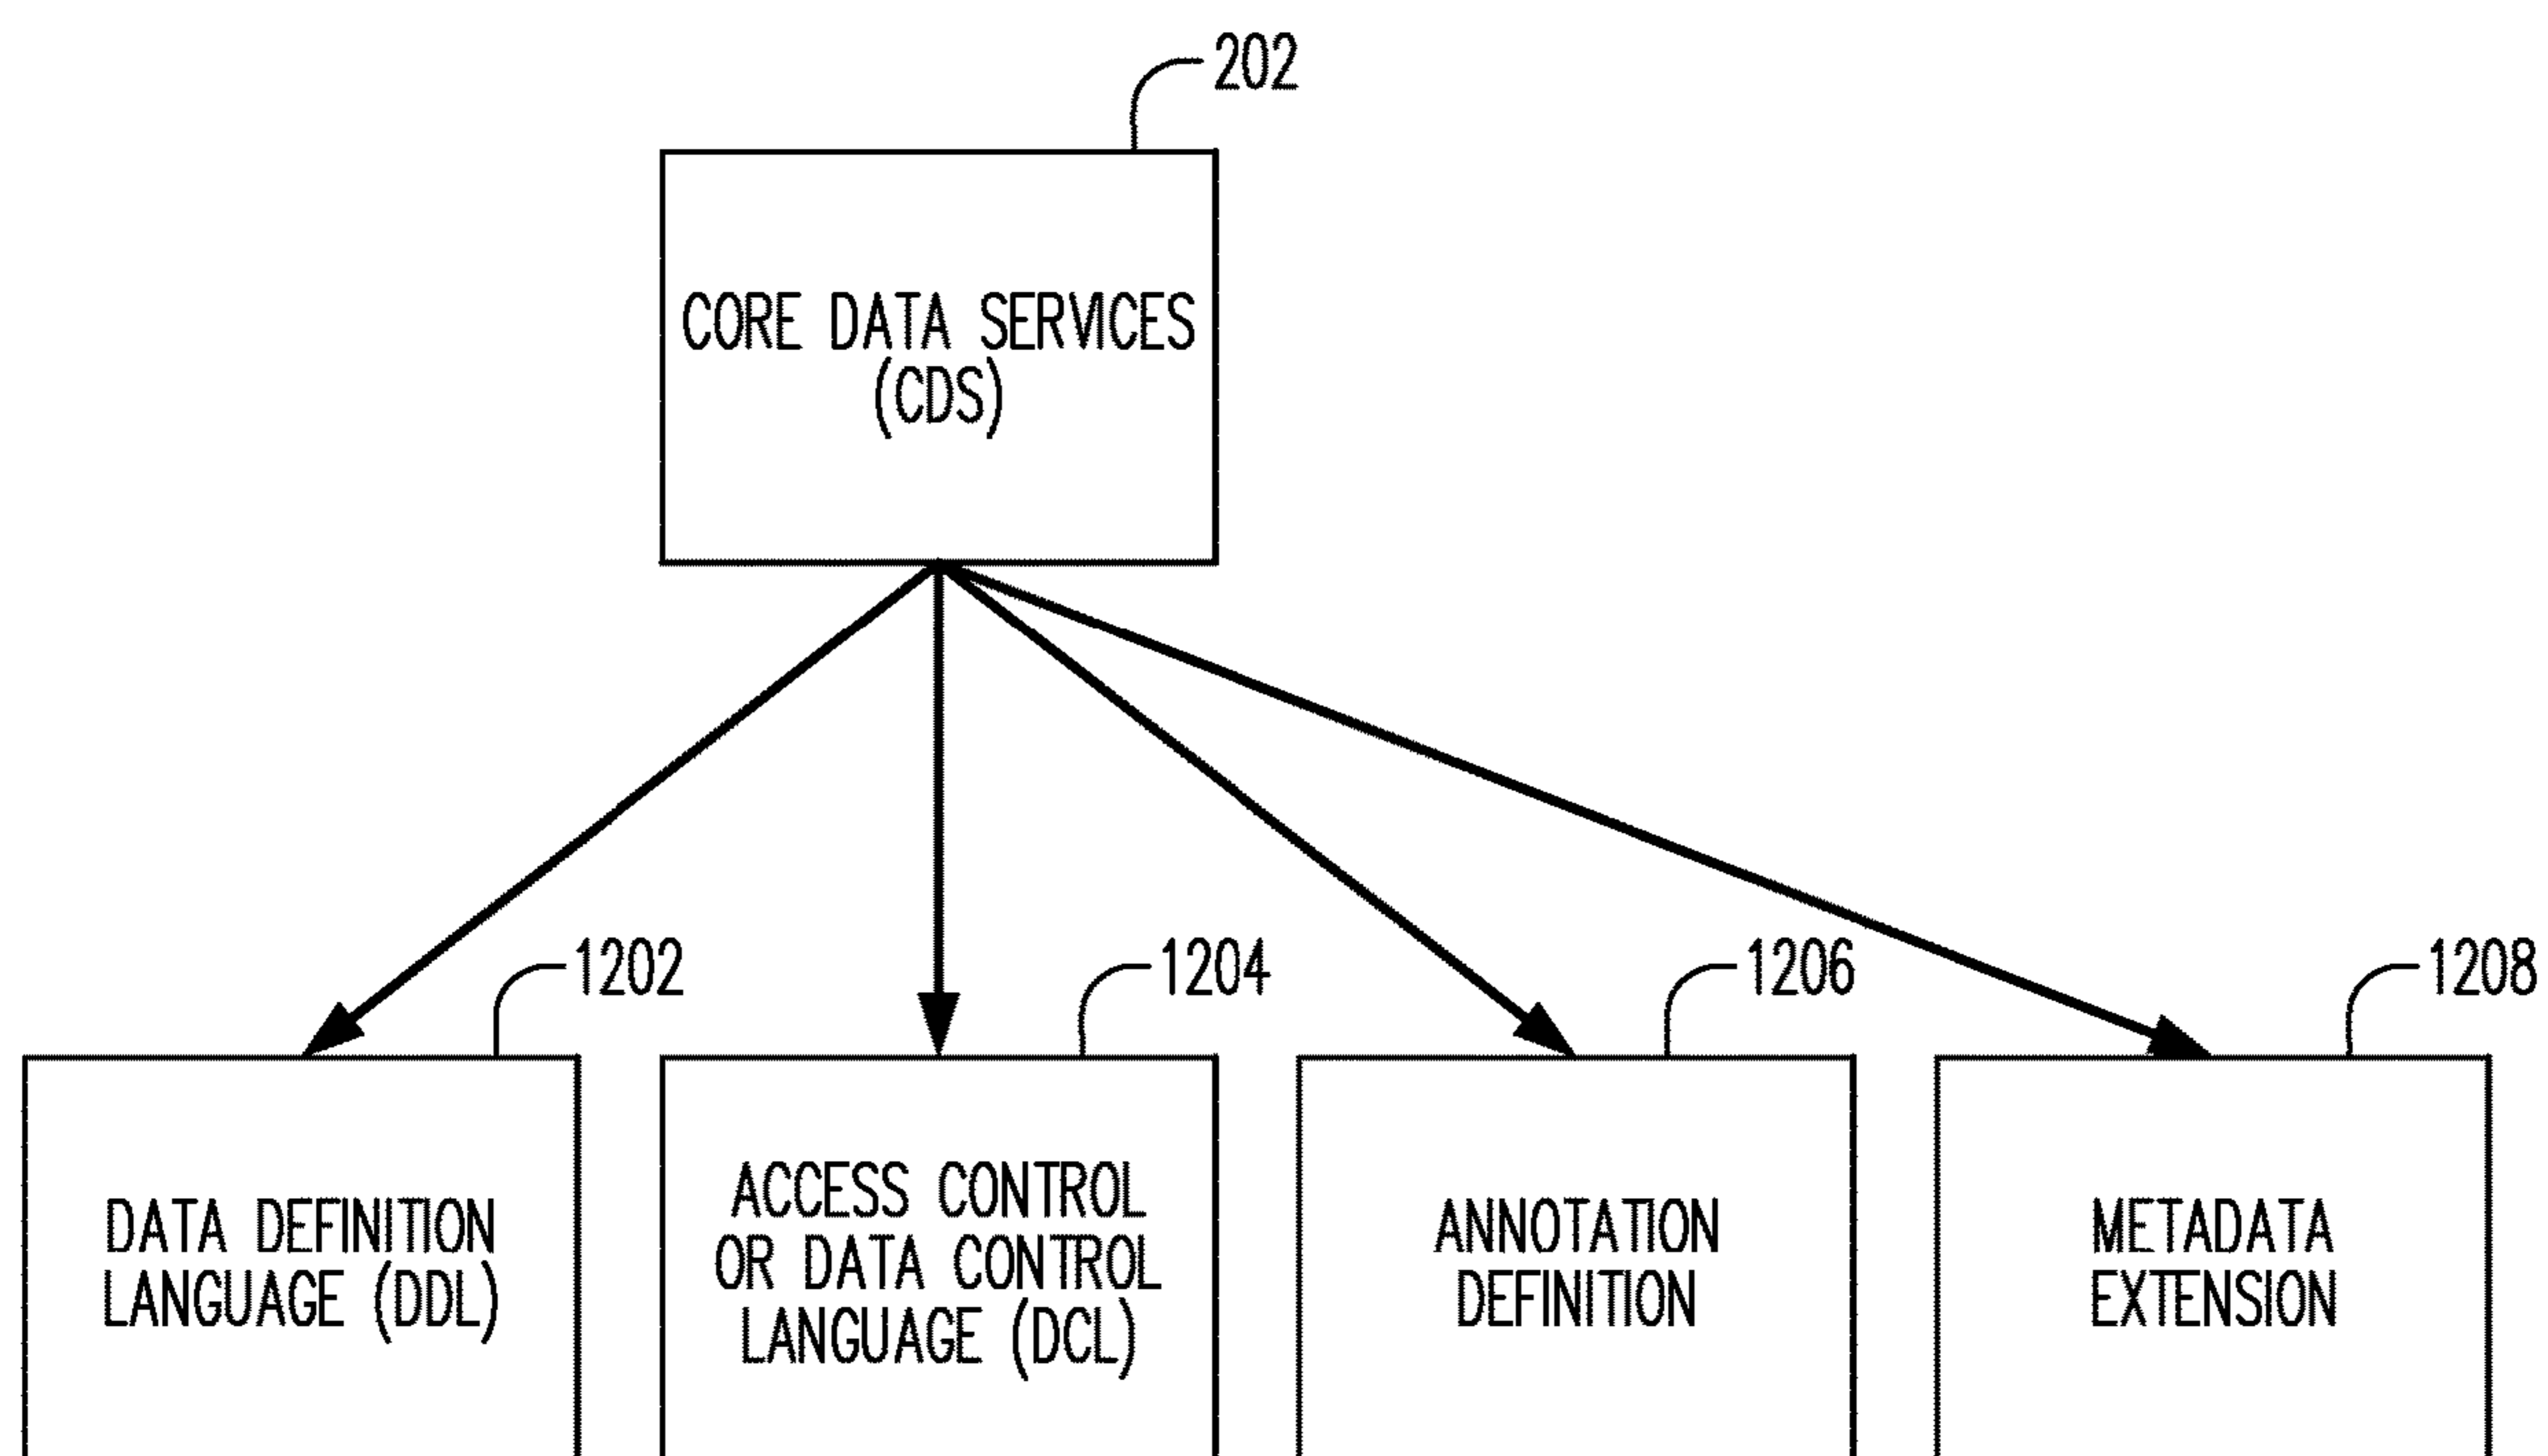 202
CORE DATA SERVICES
(CDS)
1202
1204
1206
1208
DATA DEFINITION
LANGUAGE (DDL)
ACCESS CONTROL
OR DATA CONTROL
LANGUAGE (DCL)
ANNOTATION
DEFINITION
METADATA
EXTENSION